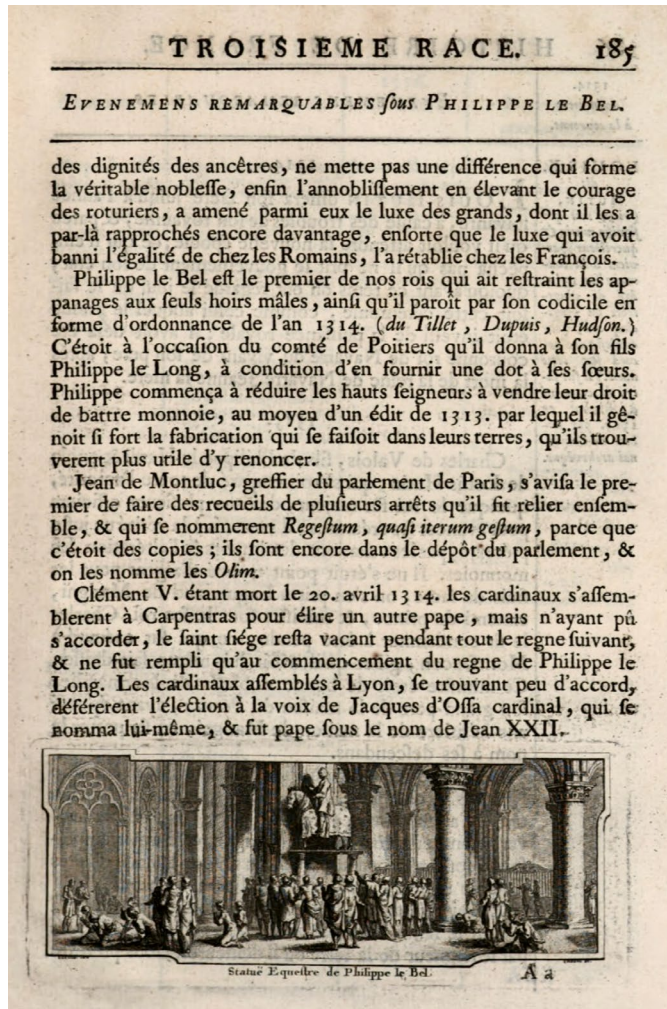 TROISIEME RACE. 185
EVENEMENS REMARQUABLES ſous PHILIPPE LE BEL.
des dignités des ancêtres, ne mette pas une différence qui forme
la véritable nobleſſe, enfin l'annobliſſement en élevant le courage
des roturiers, a amené parmi eux le luxe des grands, dont il les a
par-là rapprochés encore davantage, enſorte que le luxe qui avoit
banni l'égalité de chez les Romains, l'a rétablie chez les François.
Philippe le Bel eſt le premier de nos rois qui ait reſtraint les ap-
panages aux ſeuls hoirs mâles, ainſi qu'il paroît par ſon codicile en
forme d'ordonnance de l'an 1314. (du Tillet, Dupuis, Hudſon.)
C'étoit à l'occaſion du comté de Poitiers qu'il donna à ſon fils
Philippe le Long, à condition d'en fournir une dot à ſes ſœurs.
Philippe commença à réduire les hauts ſeigneurs à vendre leur droit
de battre monnoie, au moyen d'un édit de 1313. par lequel il gê-
noit ſi fort la fabrication qui ſe faiſoit dans leurs terres, qu'ils trou-
verent plus utile d'y renoncer.
Jean de Montluc, greffier du parlement de Paris, s'aviſa le pre-
mier de faire des recueils de pluſieurs arrêts qu'il fit relier enſem-
ble, & qui ſe nommerent Regeſtum, quaſi iterum geſtum, parce que
c'étoit des copies ; ils ſont encore dans le dépôt du parlement, &
on les nomme les Olim.
Clément V. étant mort le 20. avril 1314. les cardinaux s'aſſem-
blerent à Carpentras pour élire un autre pape, mais n'ayant pû
s'accorder, le ſaint ſiége reſta vacant pendant tout le regne ſuivant,
& ne fut rempli qu'au commencement du regne de Philippe le
Long. Les cardinaux aſſemblés à Lyon, ſe trouvant peu d'accord,
déférerent l'élection à la voix de Jacques d'Oſſa cardinal, qui ſe
nomma lui-même, & fut pape ſous le nom de Jean XXII.
Statuë Equeſtre de Philippe le Bel.
A a